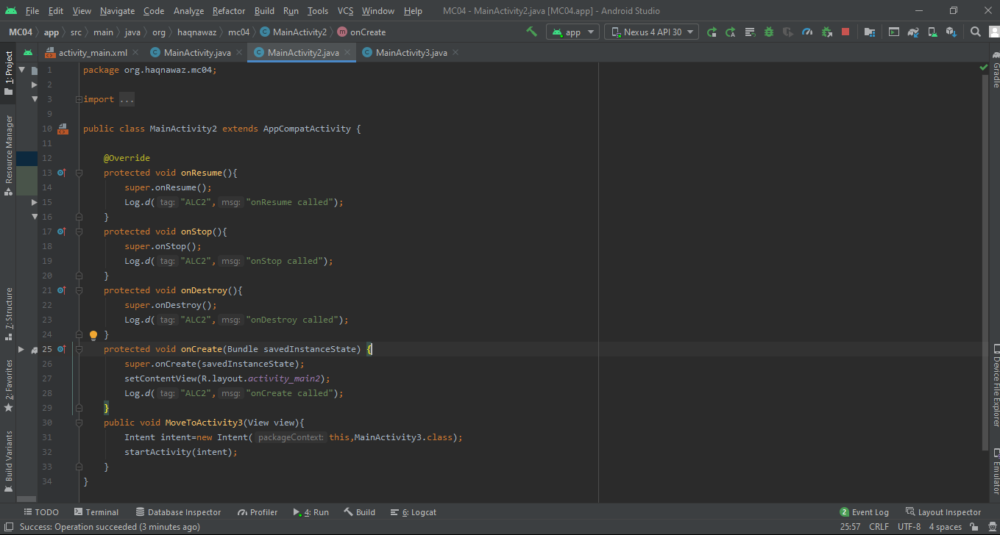 File Edit View Navigate Code Analyze Refactor Build Run Tools VCS Window Help MC04 - MainActivity2.java [MC04.app] - Android Studio
MC04 app src main java org haqnawaz mc04 MainActivity2 onCreate app Nexus 4 API 30
activity_main.xml MainActivity.java MainActivity2.java MainActivity3.java
1: Project
Resource Manager
7: Structure
2: Favorites
Build Variants
1 package org.haqnawaz.mc04;
2
3 import ...
9
10 public class MainActivity2 extends AppCompatActivity {
11
12 @Override
13 protected void onResume(){
14 super.onResume();
15 Log.d( tag: "ALC2", msg: "onResume called");
16 }
17 protected void onStop(){
18 super.onStop();
19 Log.d( tag: "ALC2", msg: "onStop called");
20 }
21 protected void onDestroy(){
22 super.onDestroy();
23 Log.d( tag: "ALC2", msg: "onDestroy called");
24 }
25 protected void onCreate(Bundle savedInstanceState) {
26 super.onCreate(savedInstanceState);
27 setContentView(R.layout.activity_main2);
28 Log.d( tag: "ALC2", msg: "onCreate called");
29 }
30 public void MoveToActivity3(View view){
31 Intent intent=new Intent( packageContext: this,MainActivity3.class);
32 startActivity(intent);
33 }
34 }
Gradle
Device File Explorer
Emulator
TODO Terminal Database Inspector Profiler 4: Run Build 6: Logcat 2 Event Log Layout Inspector
Success: Operation succeeded (3 minutes ago) 25:57 CRLF UTF-8 4 spaces